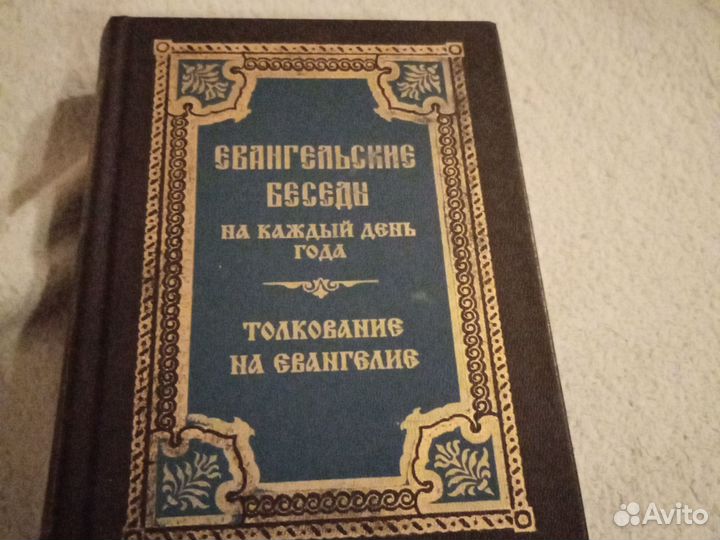 ЕВАНГЕЛЬСКИЕ
БЕСЕДЫ
НА КАЖДЫЙ ДЕНЬ
ГОДА
ТОЛКОВАНИЕ
НА ЕВАНГЕЛИЕ
Avito